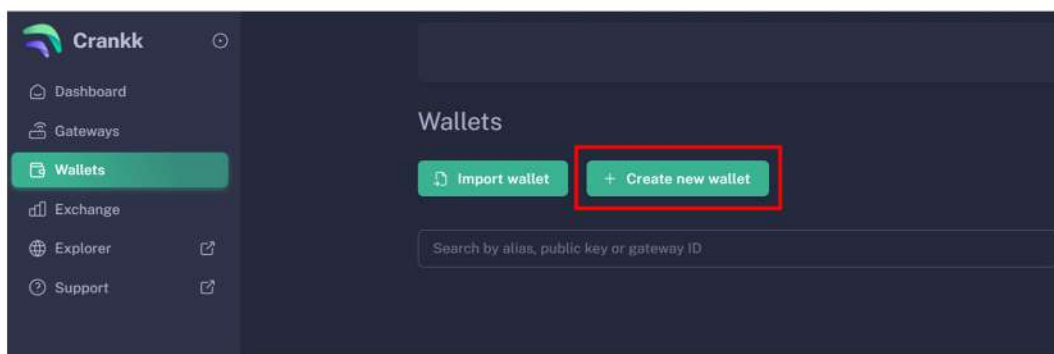 Crankk
Dashboard
Gateways
Wallets
Exchange
Explorer
Support
Wallets
Import wallet
+ Create new wallet
Search by alias, public key or gateway ID